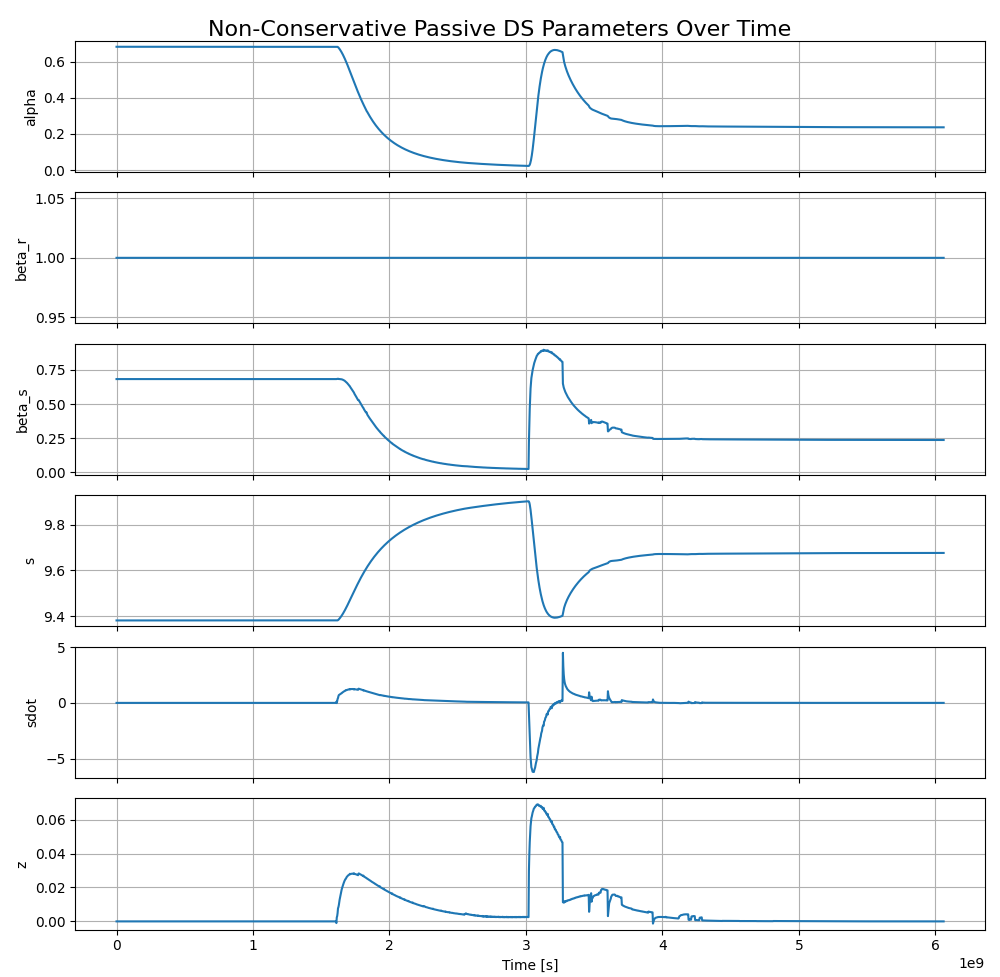 Non-Conservative Passive DS Parameters Over Time
0.6
0.4
0.2
0.0
alpha
1.05
1.00
0.95
beta_r
0.75
0.50
0.25
0.00
beta_s
9.8
9.6
9.4
s
5
0
−5
sdot
0.06
0.04
0.02
0.00
z
0 1 2 3 4 5 6
Time [s]
1e9